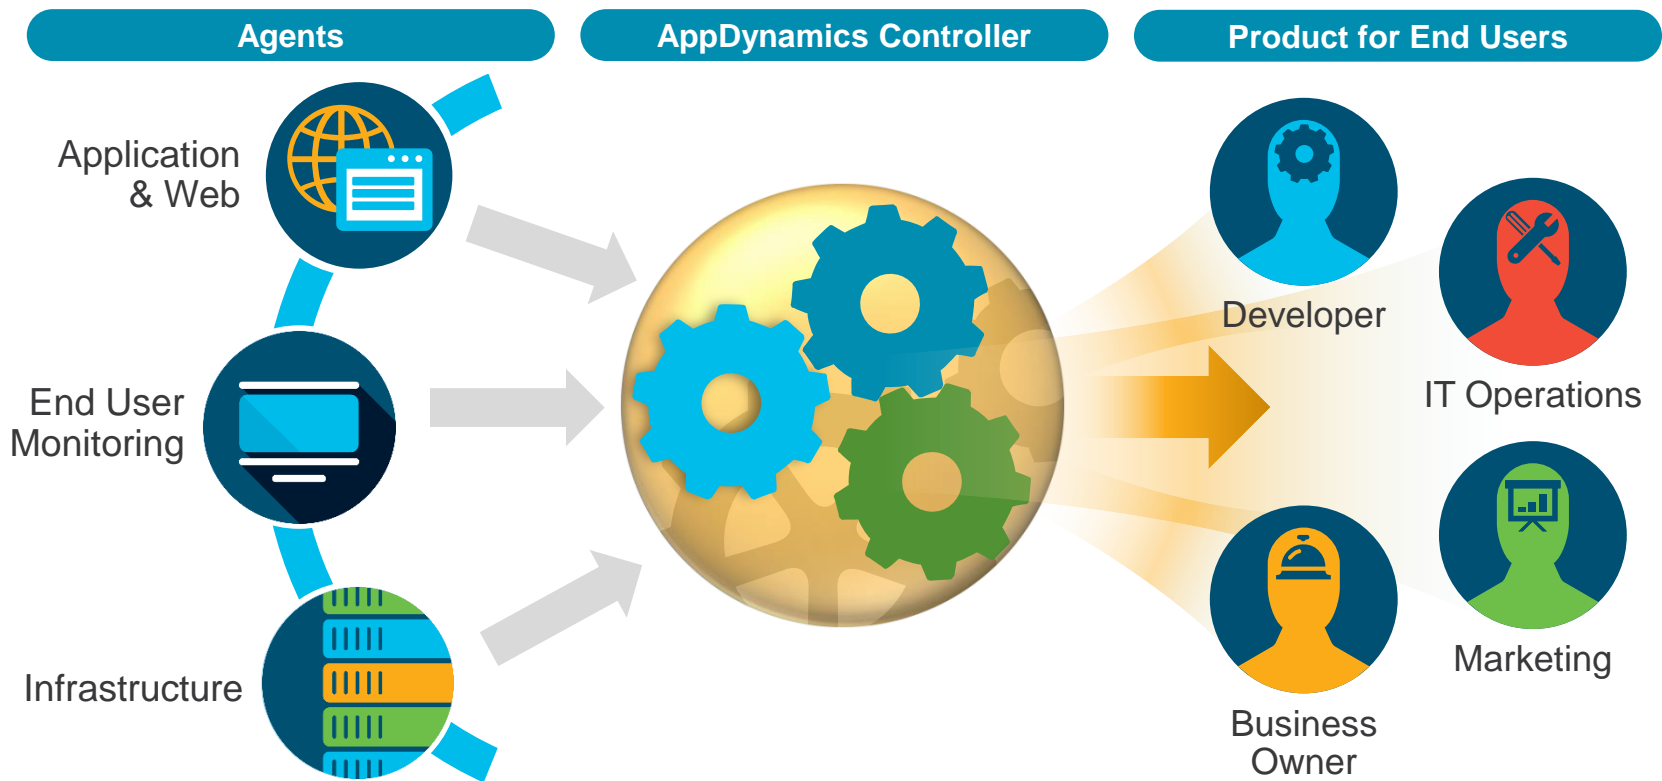 Agents
AppDynamics Controller
Product for End Users
Application
& Web
End User
Monitoring
Infrastructure
Developer
IT Operations
Marketing
Business
Owner